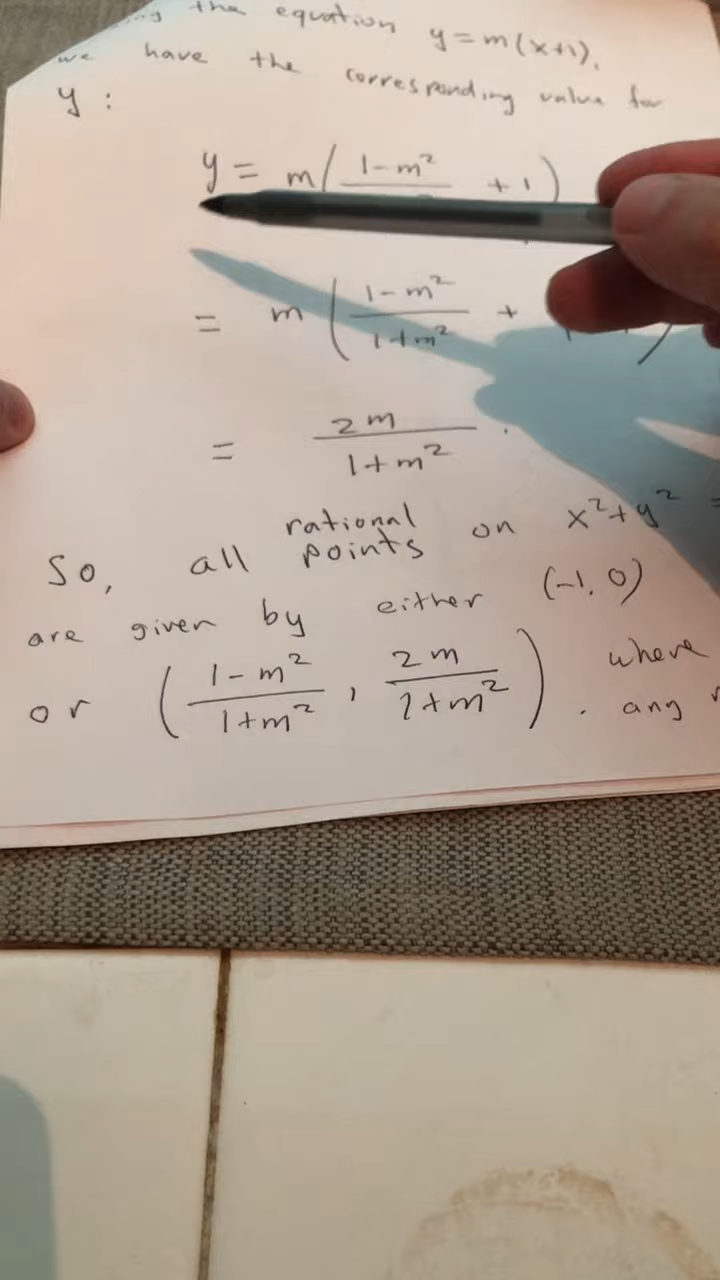 the equation y = m(x+1),
we have the corresponding value for
y :
y = m( 1-m² + 1 )
= m ( 1-m² / 1+m² + )
= 2m / 1+m² .
So, all rational points on x²+y² =
are given by either (-1, 0)
or ( 1-m² / 1+m² , 2m / 1+m² ) . where
any